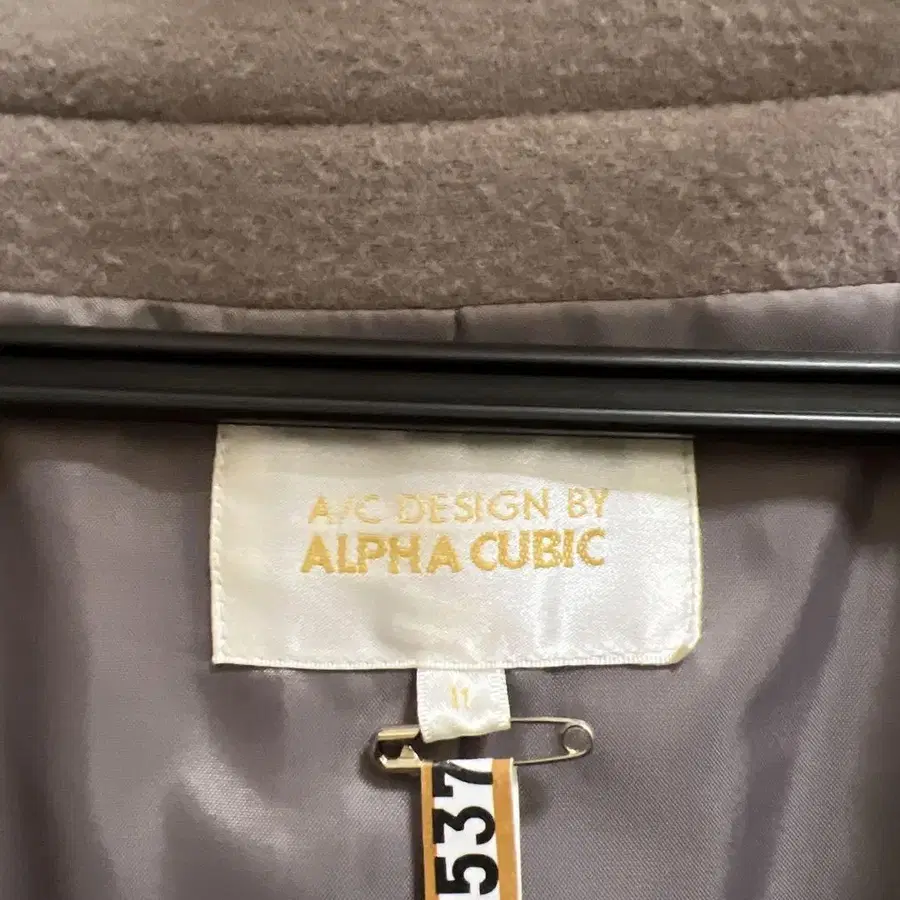 A/C DESIGN BY
ALPHA CUBIC
11
537